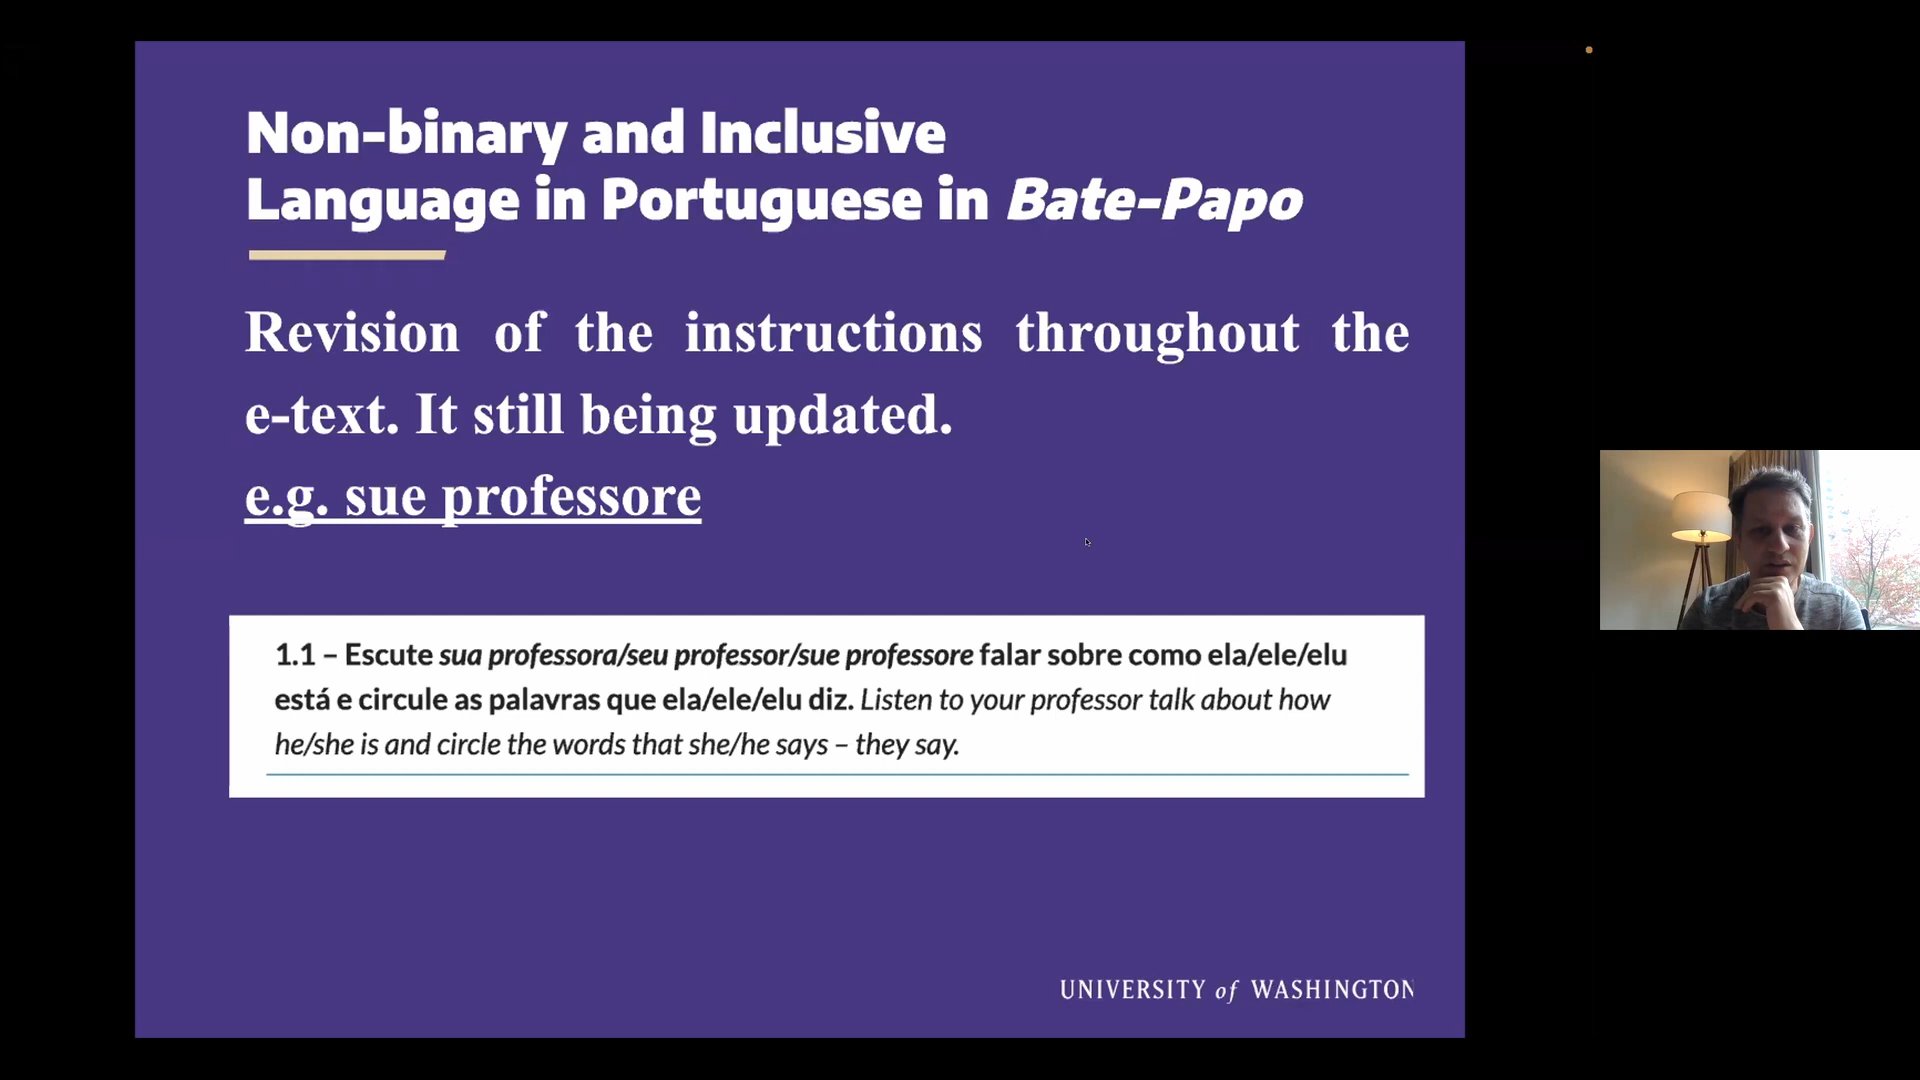 Non-binary and Inclusive
Language in Portuguese in Bate-Papo
Revision of the instructions throughout the
e-text. It still being updated.
e.g. sue professore
1.1 – Escute sua professora/seu professor/sue professore falar sobre como ela/ele/elu
está e circule as palavras que ela/ele/elu diz. Listen to your professor talk about how
he/she is and circle the words that she/he says – they say.
UNIVERSITY of WASHINGTON